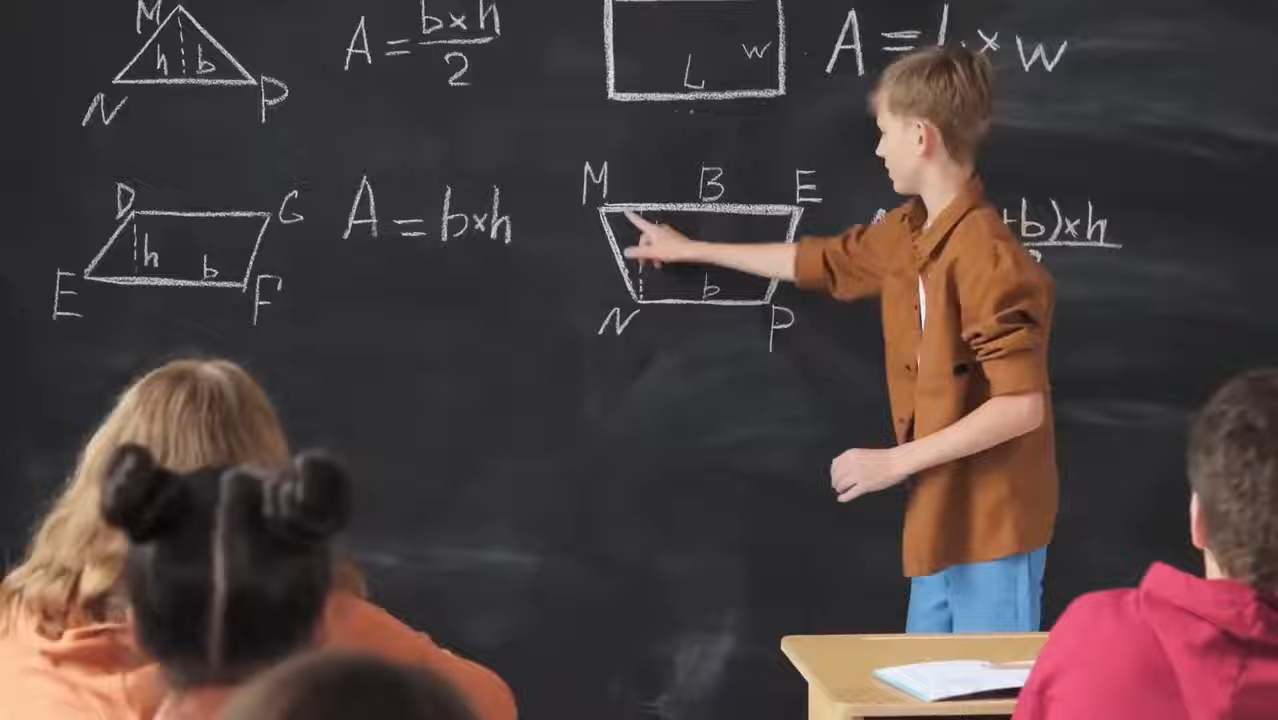 M
h b
N P
A = b×h
2
W
L
A = L × W
D G
h
b
E F
A = b×h
M B E
b
N P
+b)×h